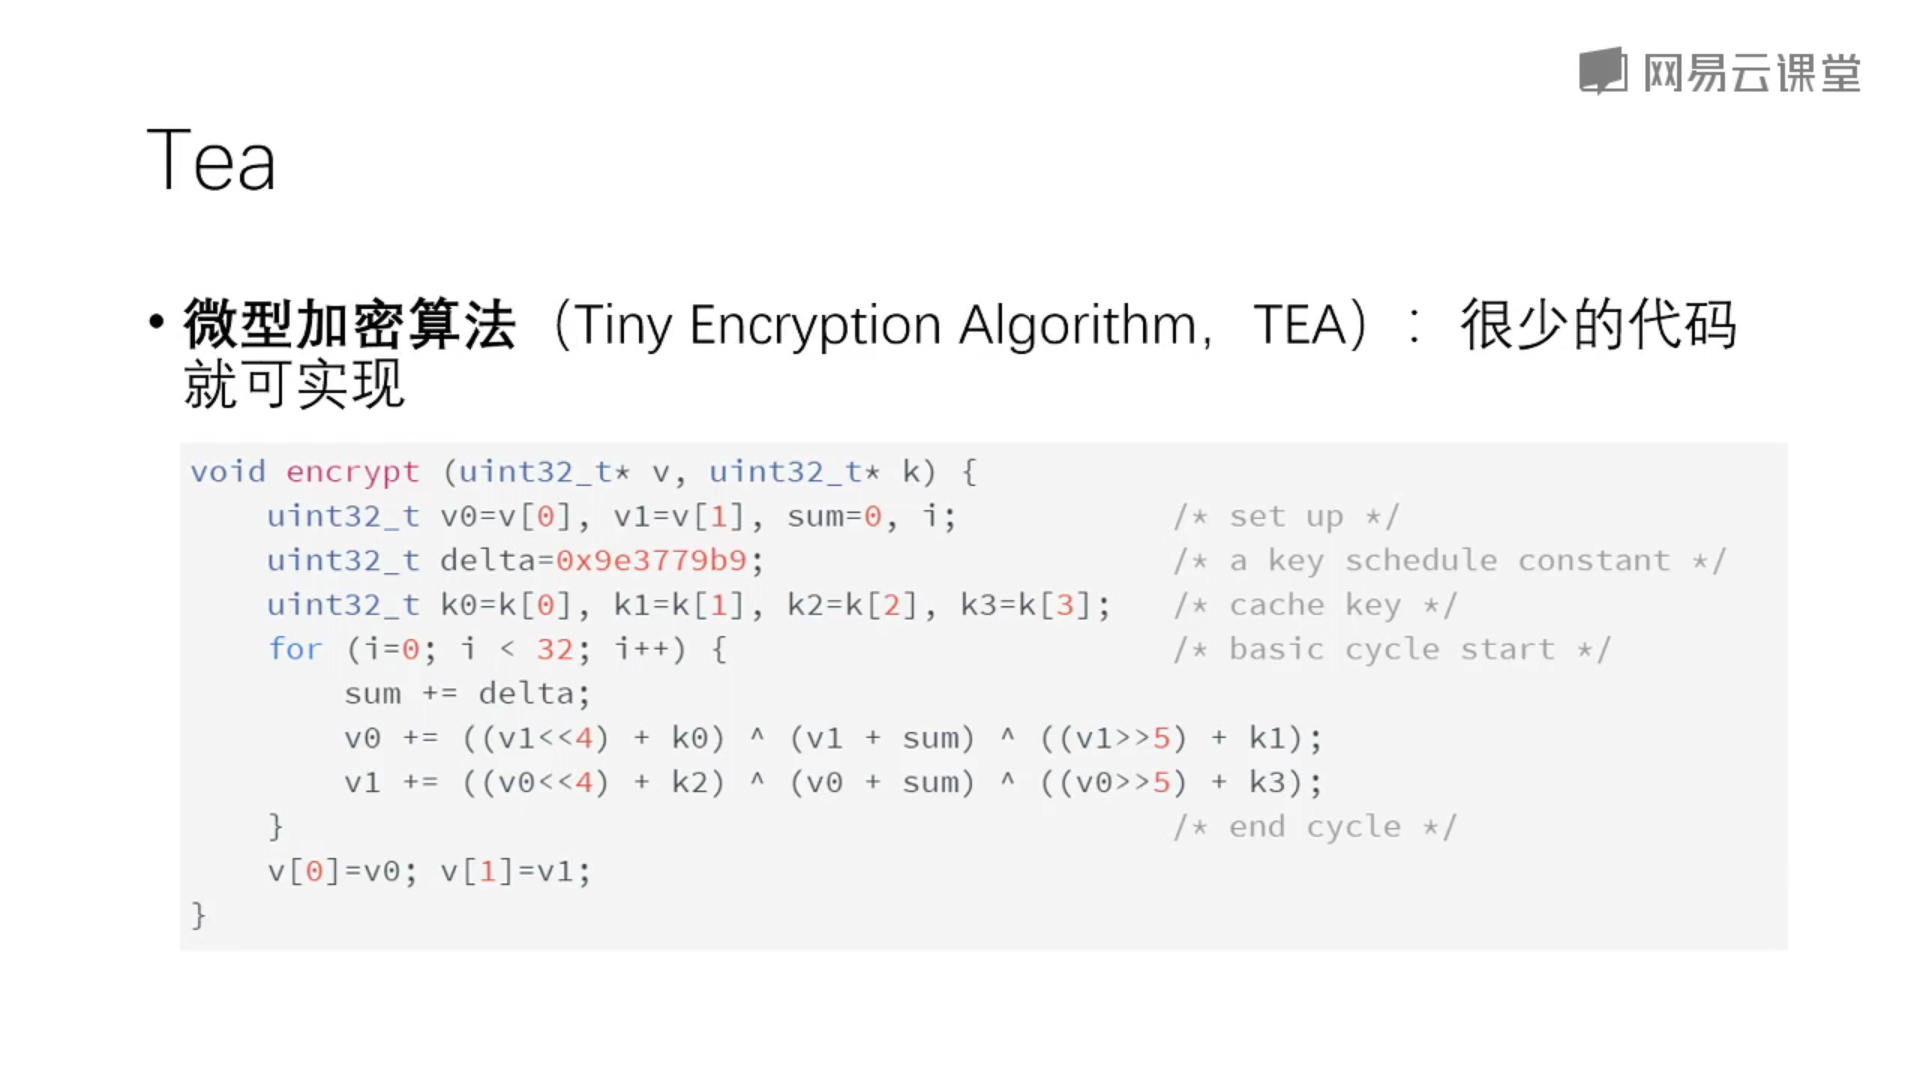 网易云课堂
Tea
• 微型加密算法（Tiny Encryption Algorithm，TEA）：很少的代码
就可实现
void encrypt (uint32_t* v, uint32_t* k) {
    uint32_t v0=v[0], v1=v[1], sum=0, i;           /* set up */
    uint32_t delta=0x9e3779b9;                     /* a key schedule constant */
    uint32_t k0=k[0], k1=k[1], k2=k[2], k3=k[3];   /* cache key */
    for (i=0; i < 32; i++) {                       /* basic cycle start */
        sum += delta;
        v0 += ((v1<<4) + k0) ^ (v1 + sum) ^ ((v1>>5) + k1);
        v1 += ((v0<<4) + k2) ^ (v0 + sum) ^ ((v0>>5) + k3);
    }                                              /* end cycle */
    v[0]=v0; v[1]=v1;
}